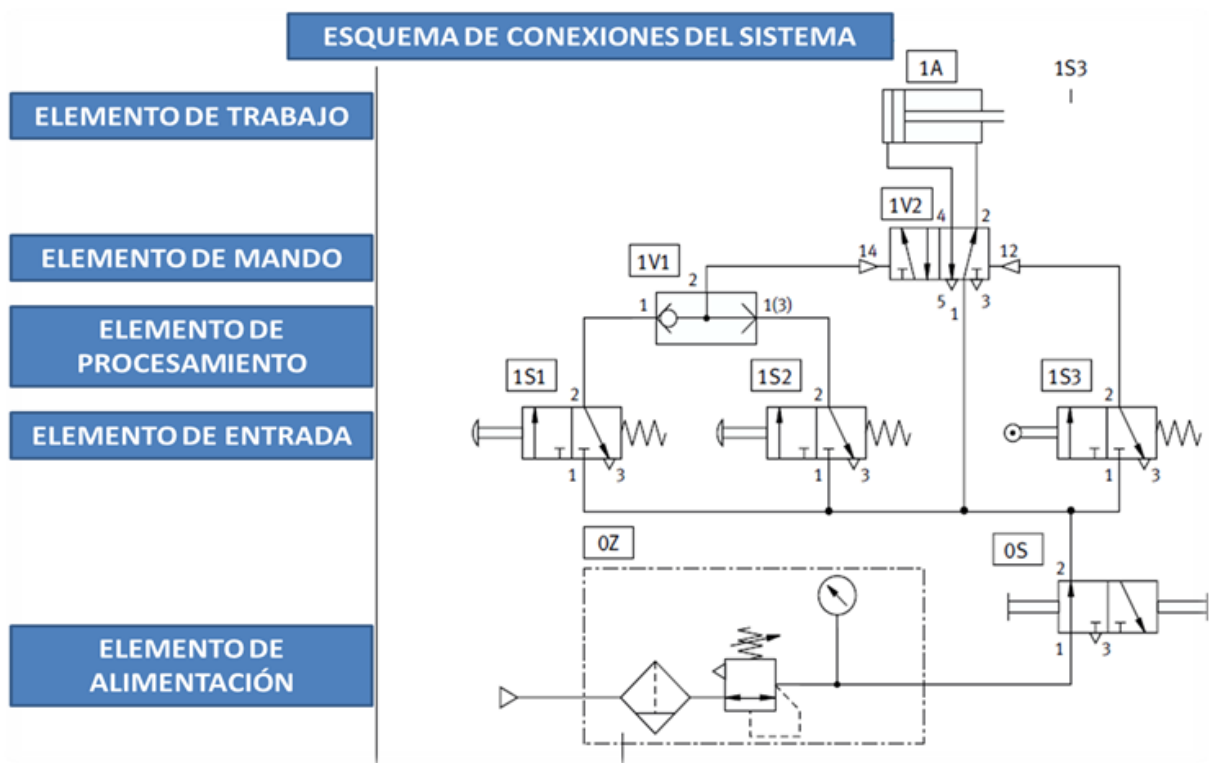 ESQUEMA DE CONEXIONES DEL SISTEMA
1A
1S3
ELEMENTO DE TRABAJO
1V2
4
2
ELEMENTO DE MANDO
14
12
1V1
2
1
1(3)
5
1
3
ELEMENTO DE
PROCESAMIENTO
1S1
2
1S2
2
1S3
2
ELEMENTO DE ENTRADA
1
3
1
3
1
3
0Z
0S
2
1
3
ELEMENTO DE
ALIMENTACIÓN